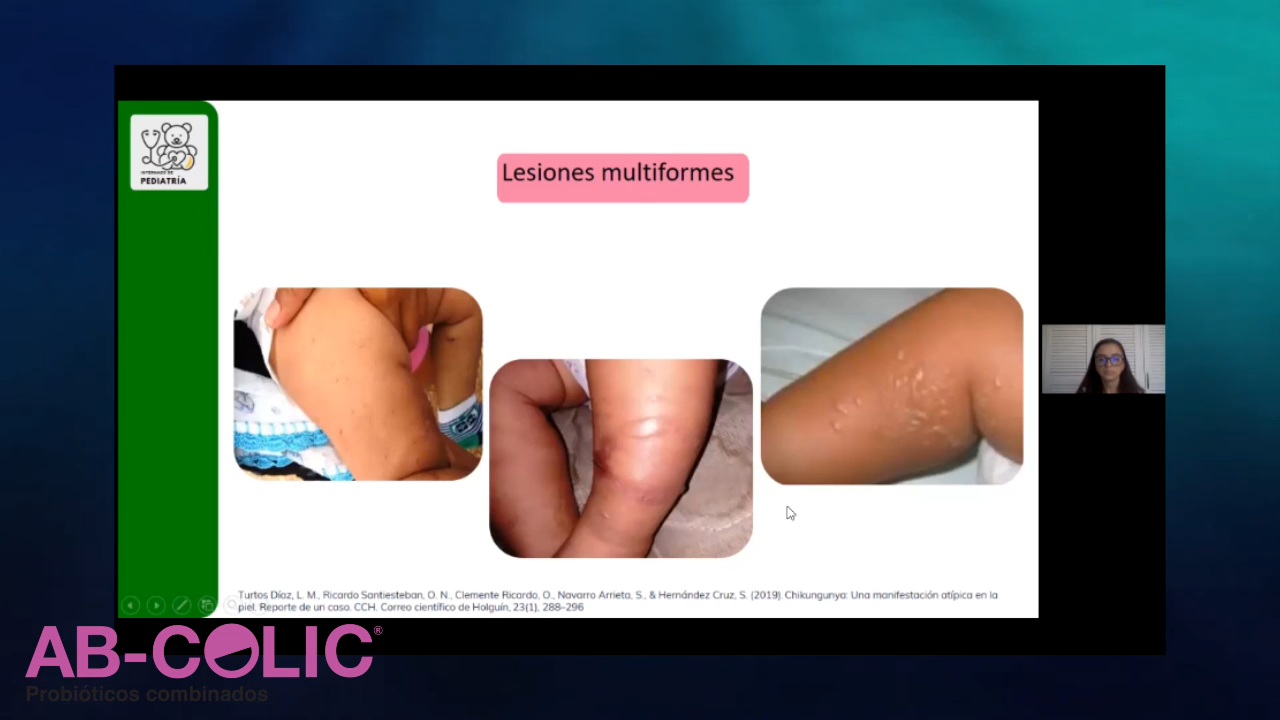 INTERNADO DE
PEDIATRÍA
Lesiones multiformes
Turtos Díaz, L. M., Ricardo Santiesteban, O. N., Clemente Ricardo, O., Navarro Arrieta, S., & Hernández Cruz, S. (2019). Chikungunya: Una manifestación atípica en la
piel. Reporte de un caso. CCH. Correo científico de Holguín, 23(1), 288–296
AB-COLIC®
Probióticos combinados